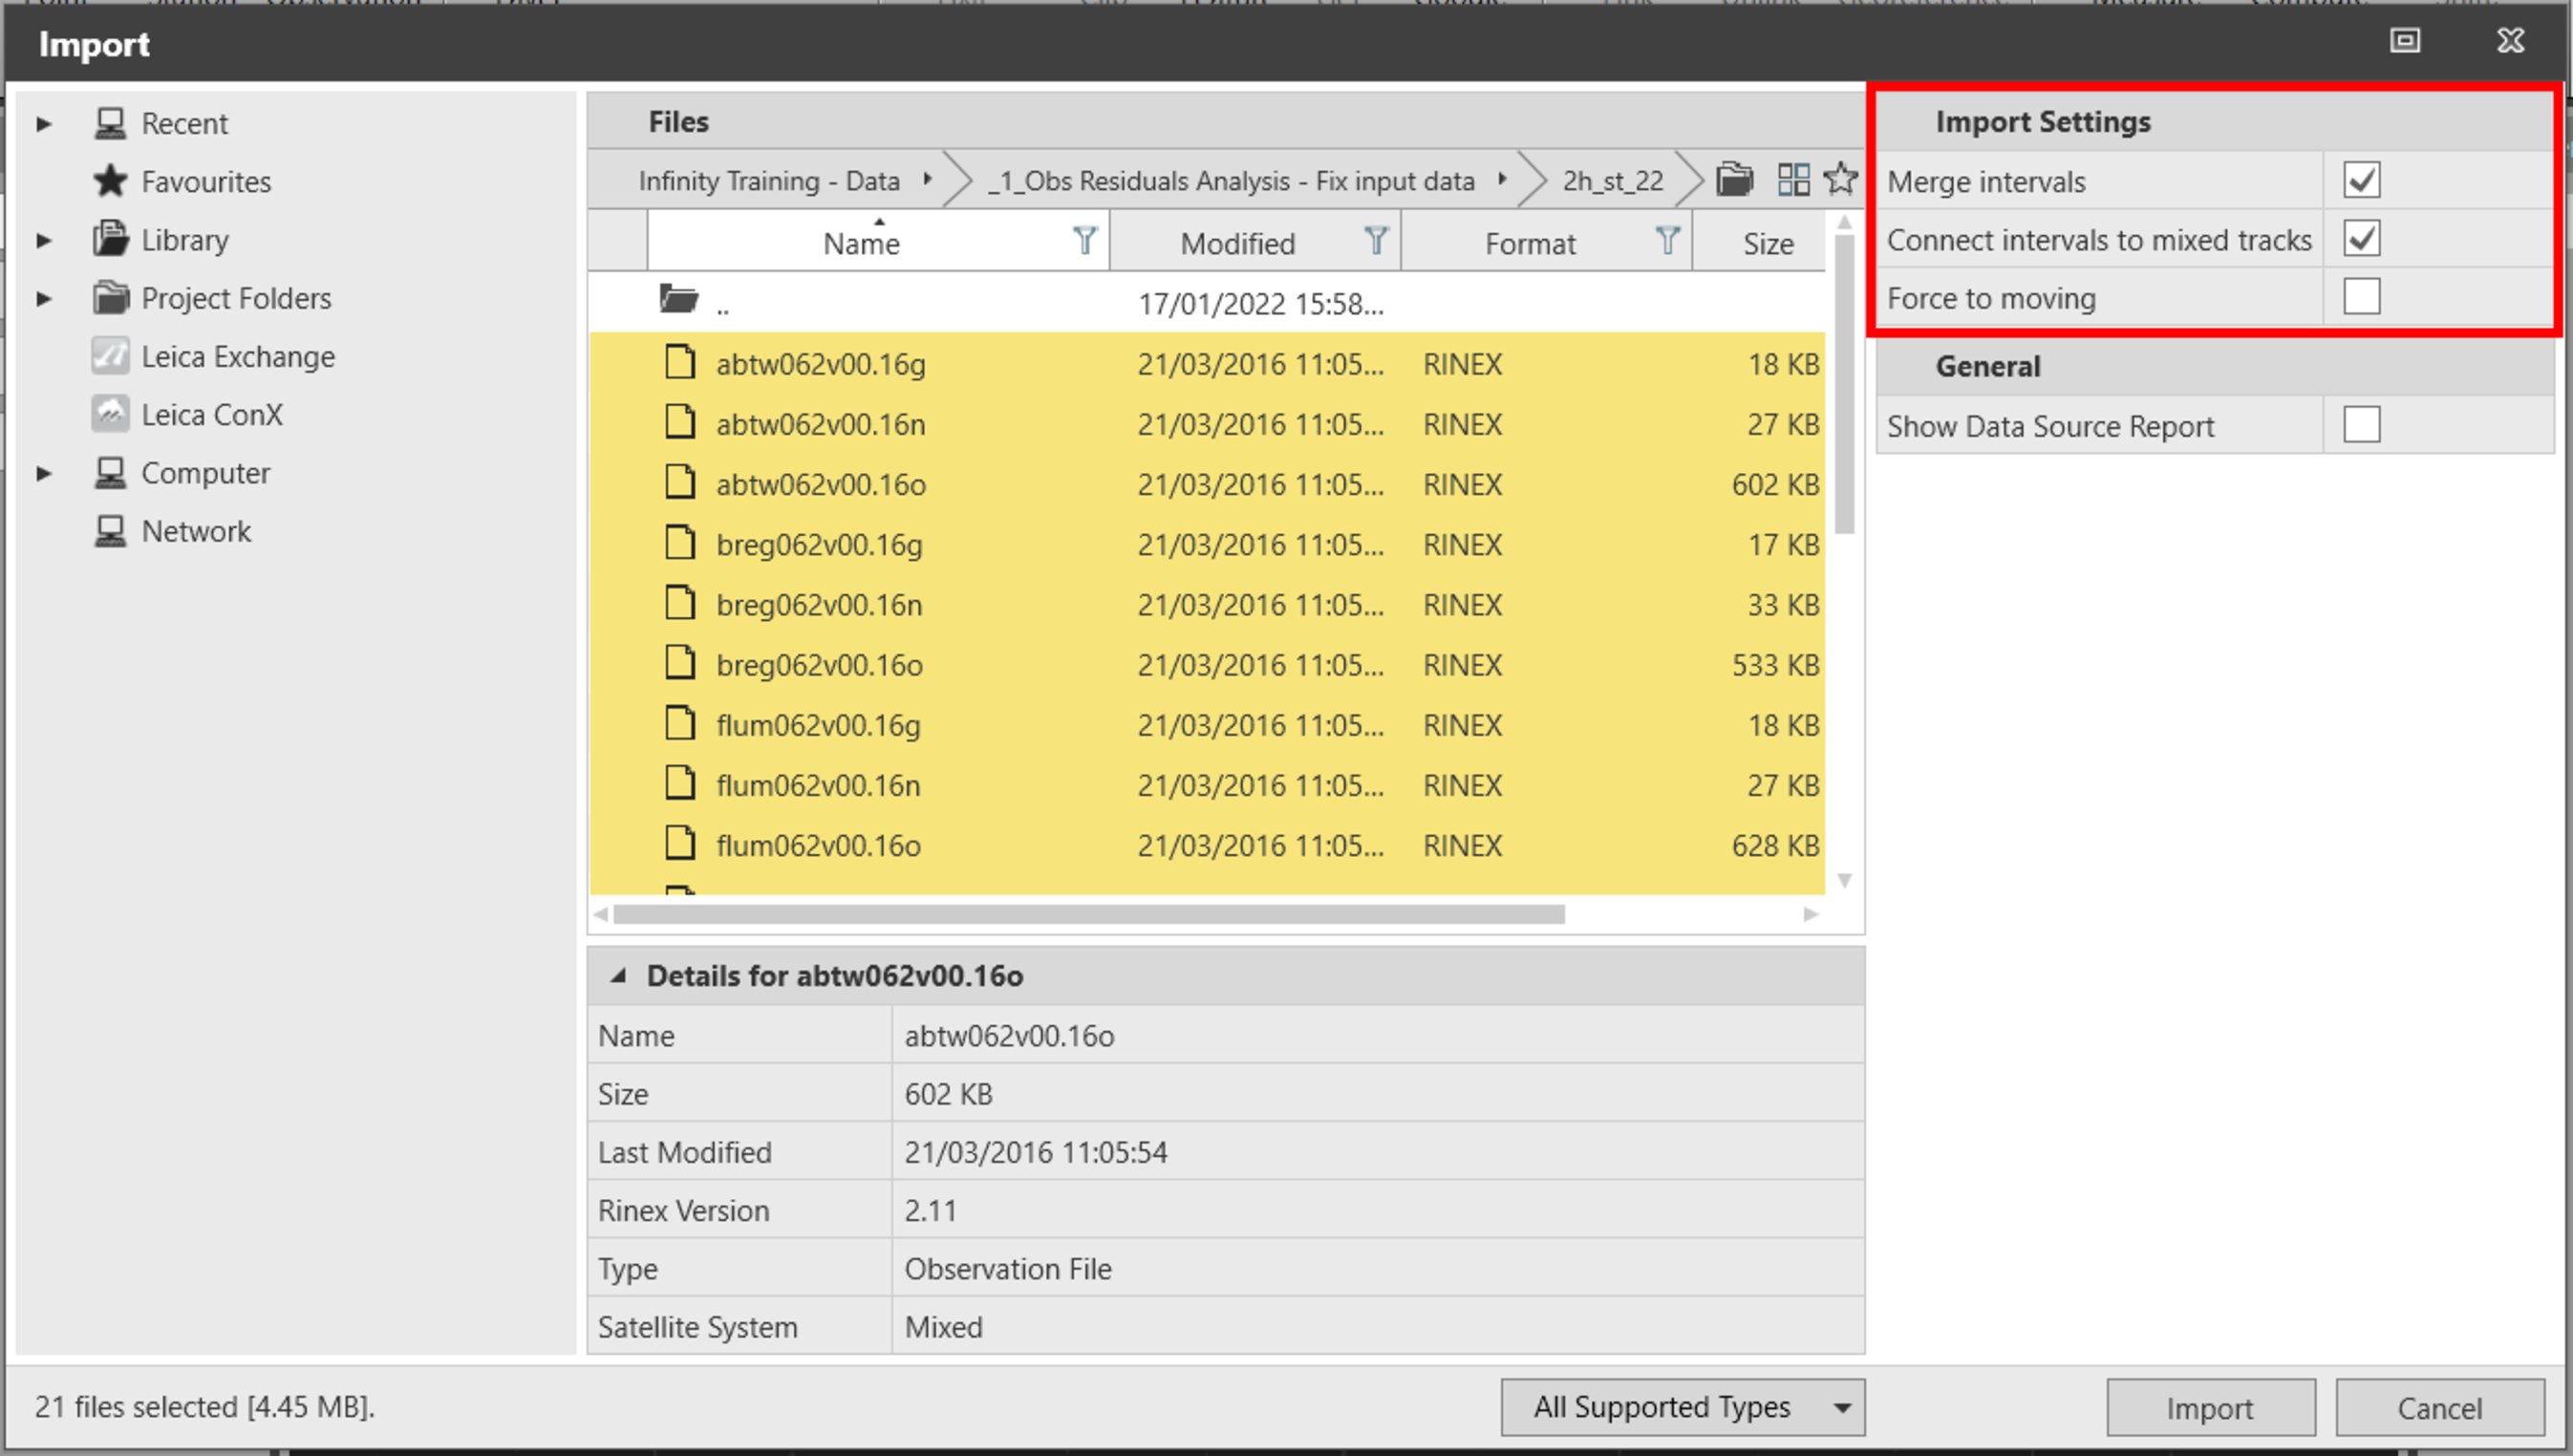 Import
Recent
Favourites
Library
Project Folders
Leica Exchange
Leica ConX
Computer
Network
Files
Infinity Training - Data
_1_Obs Residuals Analysis - Fix input data
2h_st_22
Name Modified Format Size
.. 17/01/2022 15:58...
abtw062v00.16g 21/03/2016 11:05... RINEX 18 KB
abtw062v00.16n 21/03/2016 11:05... RINEX 27 KB
abtw062v00.16o 21/03/2016 11:05... RINEX 602 KB
breg062v00.16g 21/03/2016 11:05... RINEX 17 KB
breg062v00.16n 21/03/2016 11:05... RINEX 33 KB
breg062v00.16o 21/03/2016 11:05... RINEX 533 KB
flum062v00.16g 21/03/2016 11:05... RINEX 18 KB
flum062v00.16n 21/03/2016 11:05... RINEX 27 KB
flum062v00.16o 21/03/2016 11:05... RINEX 628 KB
Details for abtw062v00.16o
Name abtw062v00.16o
Size 602 KB
Last Modified 21/03/2016 11:05:54
Rinex Version 2.11
Type Observation File
Satellite System Mixed
Import Settings
Merge intervals
Connect intervals to mixed tracks
Force to moving
General
Show Data Source Report
21 files selected [4.45 MB].
All Supported Types
Import
Cancel